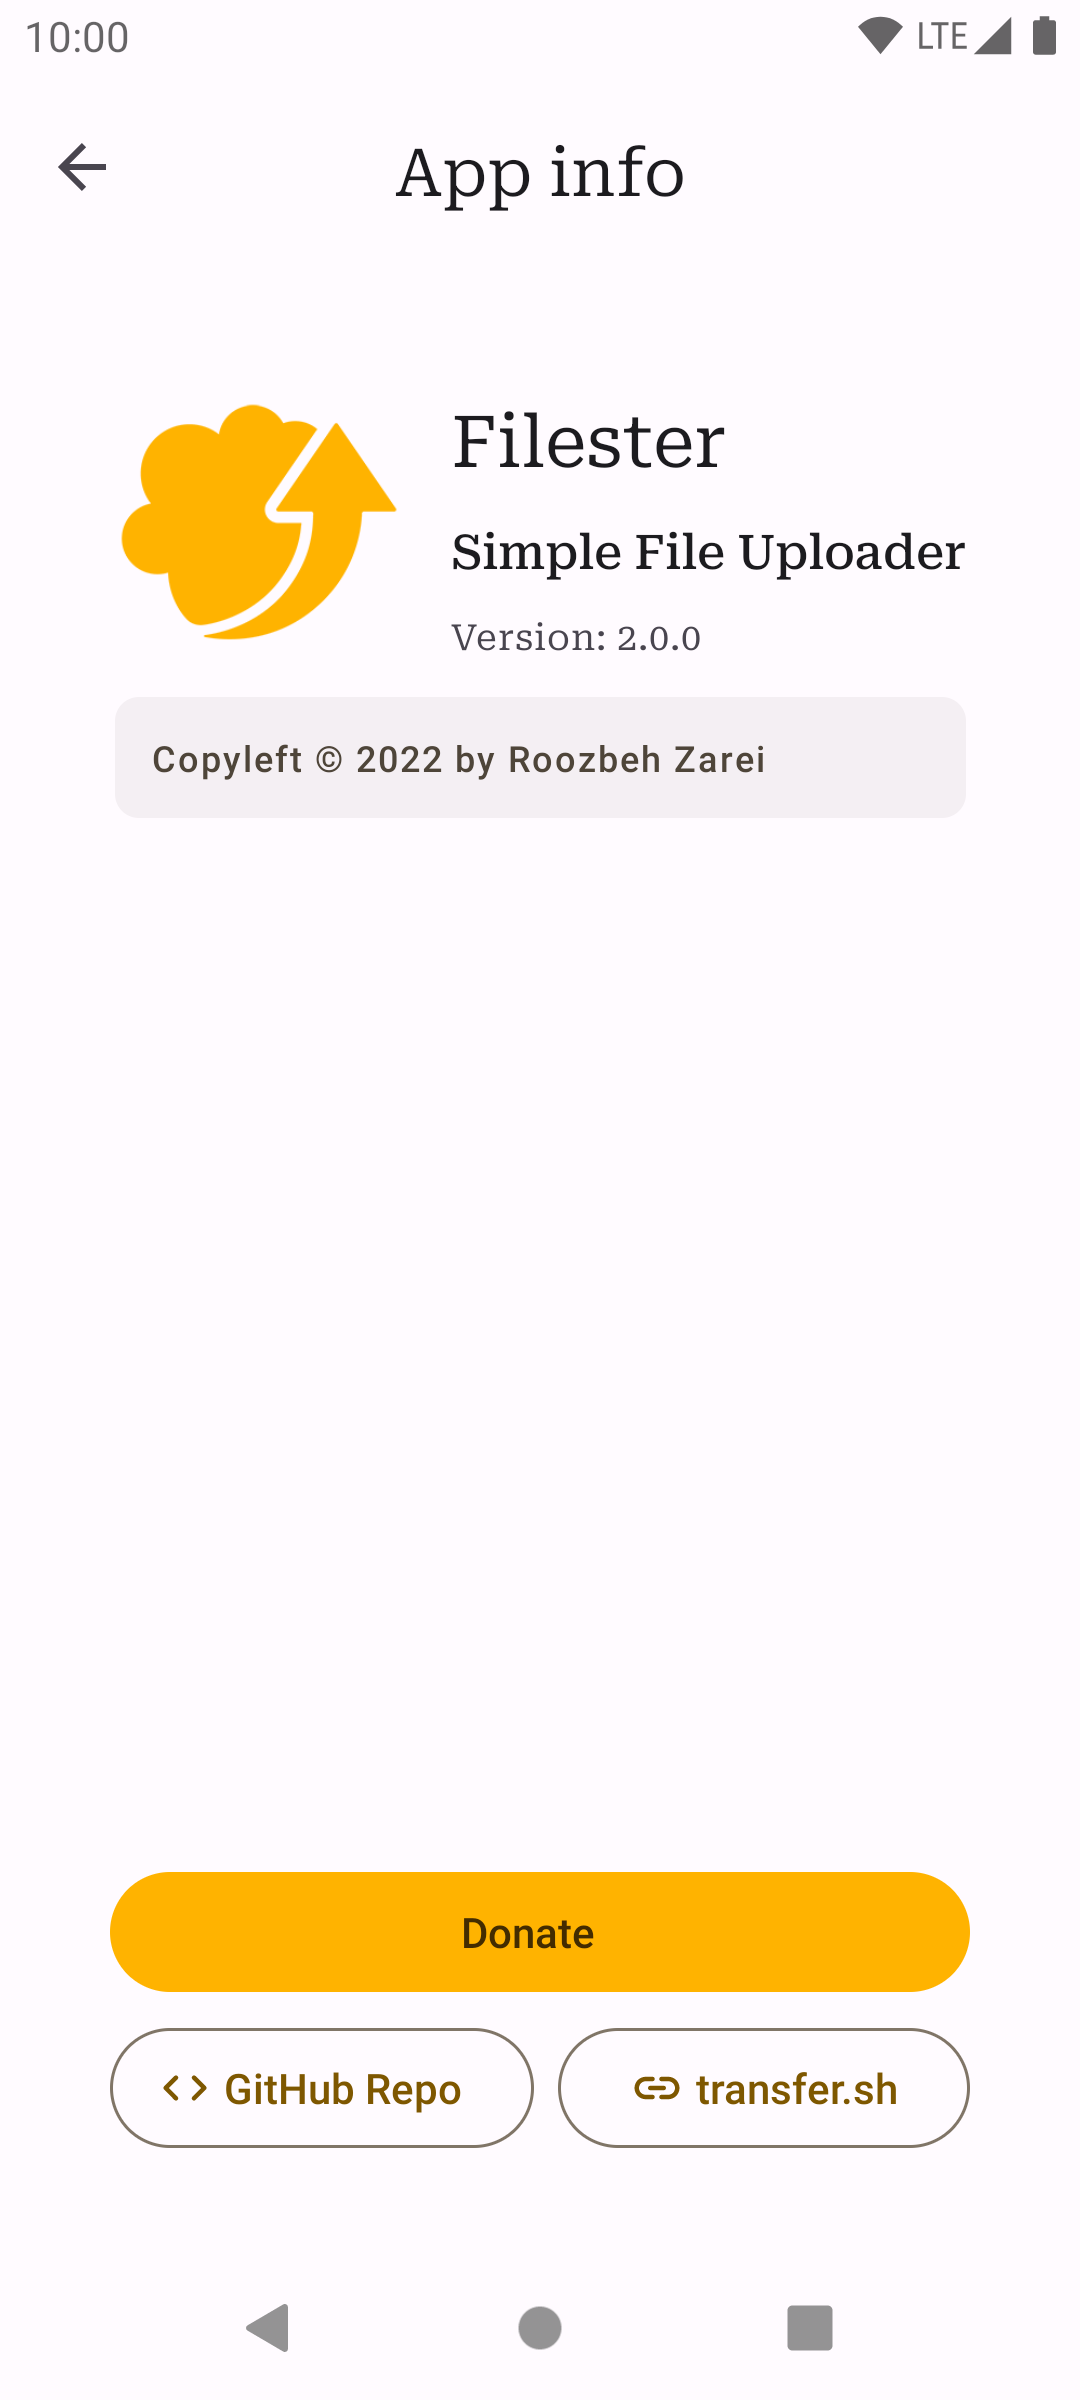 10:00
LTE
App info
Filester
Simple File Uploader
Version: 2.0.0
Copyleft © 2022 by Roozbeh Zarei
Donate
GitHub Repo
transfer.sh